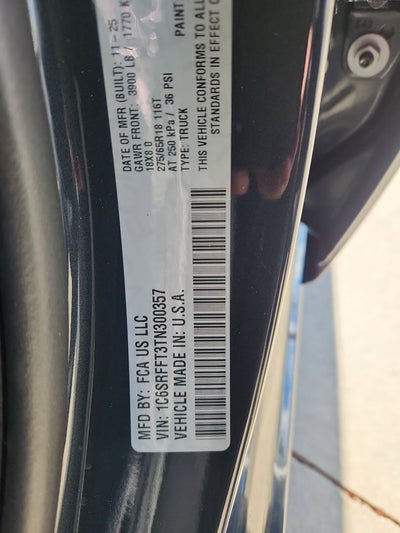 MFD BY: FCA US LLC
DATE OF MFR (BUILT): 11-25
GAWR FRONT: 3900 LB / 1770 K
18X8.0
275/65R18 116T
AT 250 kPa / 36 PSI
TYPE: TRUCK
VIN: 1C6SRFFT3TN300357
VEHICLE MADE IN: U.S.A.
PAINT:
THIS VEHICLE CONFORMS TO ALL
STANDARDS IN EFFECT